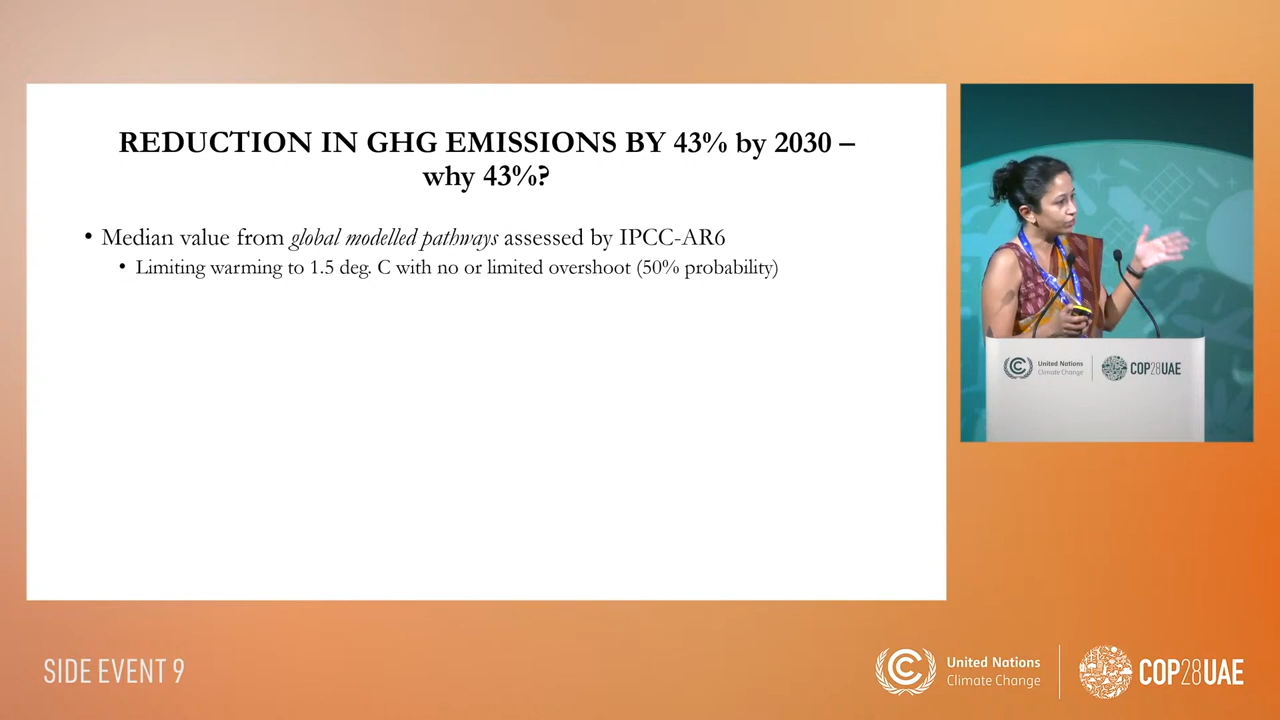 REDUCTION IN GHG EMISSIONS BY 43% by 2030 –
why 43%?
• Median value from global modelled pathways assessed by IPCC-AR6
• Limiting warming to 1.5 deg. C with no or limited overshoot (50% probability)
United Nations
Climate Change
COP28UAE
SIDE EVENT 9
United Nations
Climate Change
COP28UAE